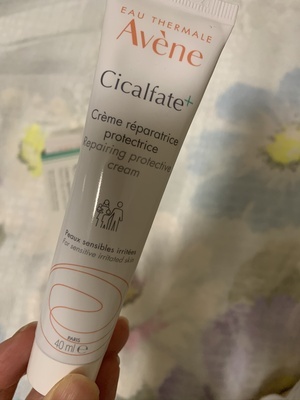 EAU THERMALE
Avène
Cicalfate+
Crème réparatrice
protectrice
Repairing protective
cream
Peaux sensibles irritées
For sensitive irritated skin
PARIS
40 ml e